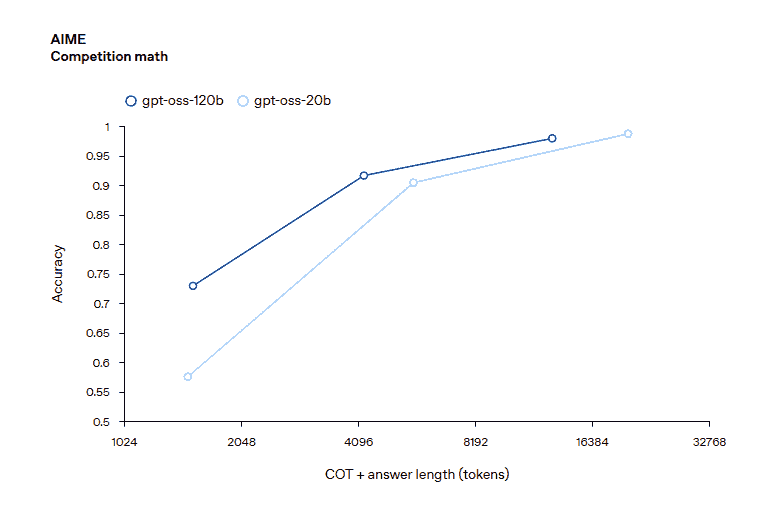 AIME
Competition math
gpt-oss-120b gpt-oss-20b
1
0.95
0.9
0.85
0.8
0.75
0.7
0.65
0.6
0.55
0.5
Accuracy
1024 2048 4096 8192 16384 32768
COT + answer length (tokens)